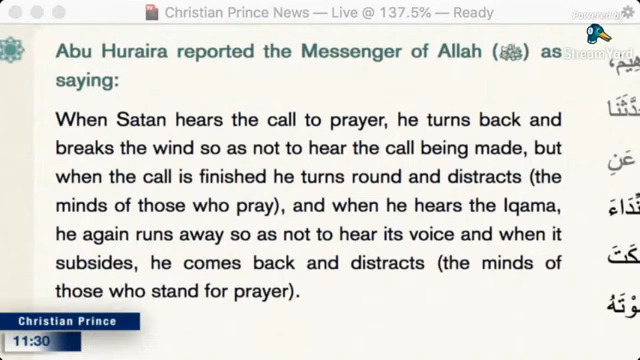 Christian Prince News — Live @ 137.5% — Ready
Powered by
StreamYard
Abu Huraira reported the Messenger of Allah (ﷺ) as
saying:
When Satan hears the call to prayer, he turns back and
breaks the wind so as not to hear the call being made, but
when the call is finished he turns round and distracts (the
minds of those who pray), and when he hears the Iqama,
he again runs away so as not to hear its voice and when it
subsides, he comes back and distracts (the minds of
those who stand for prayer).
عَنِ
Christian Prince
11:30